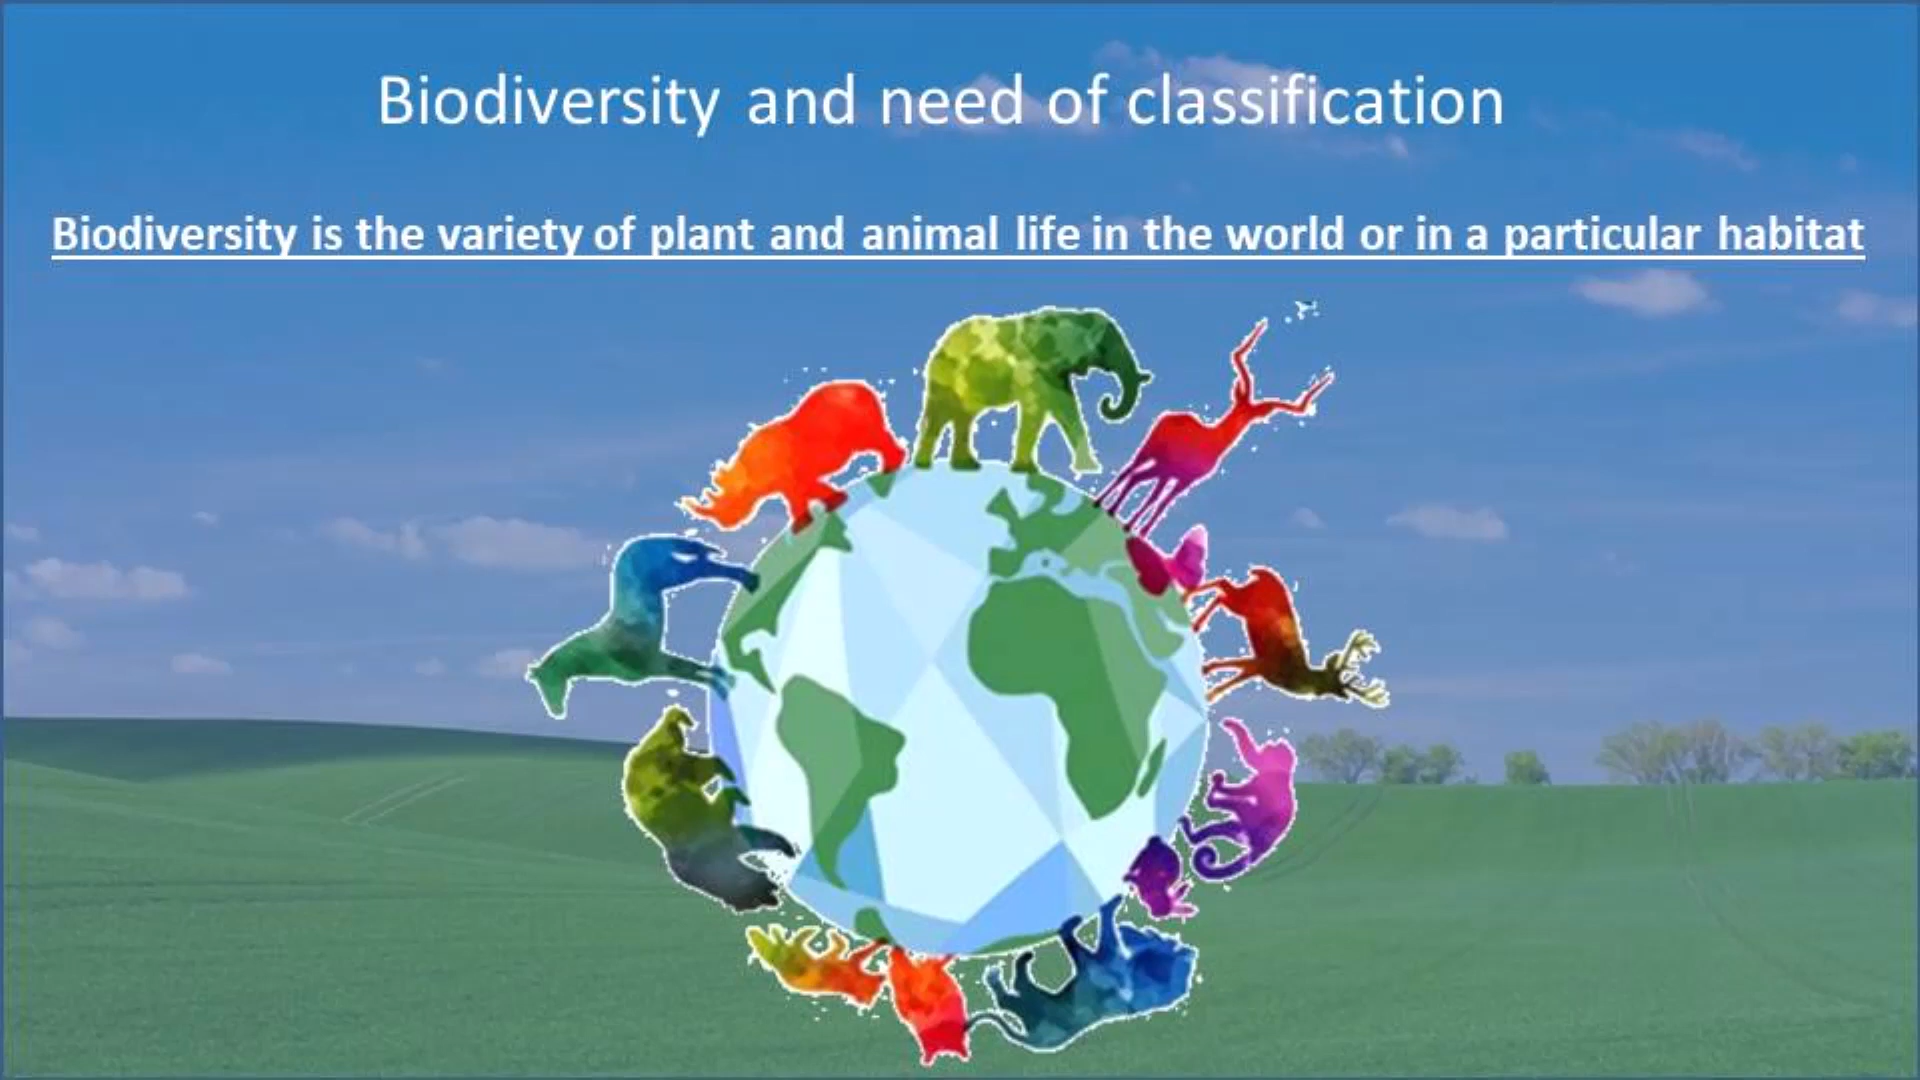 Biodiversity and need of classification
Biodiversity is the variety of plant and animal life in the world or in a particular habitat